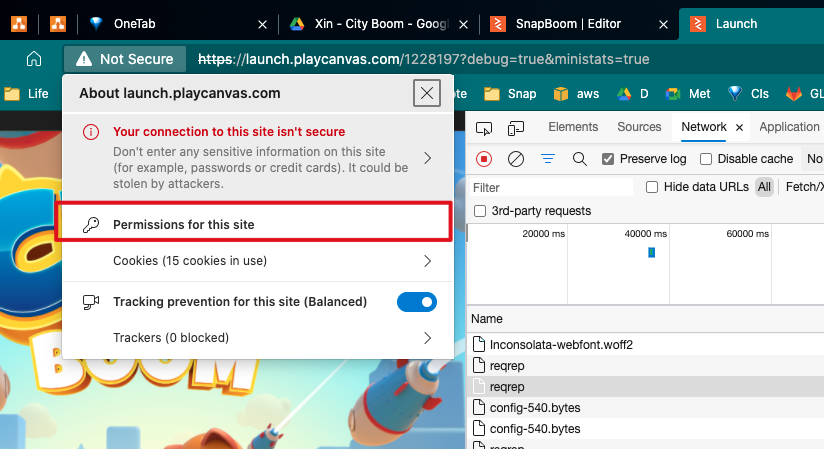 OneTab
Xin - City Boom - Googl
SnapBoom | Editor
Launch
Not Secure
https://launch.playcanvas.com/1228197?debug=true&ministats=true
Life
ote
Snap
aws
D
Met
CIs
GL
About launch.playcanvas.com
Your connection to this site isn't secure
Don't enter any sensitive information on this site
(for example, passwords or credit cards). It could be
stolen by attackers.
Permissions for this site
Cookies (15 cookies in use)
Tracking prevention for this site (Balanced)
Trackers (0 blocked)
BOOM
Elements
Sources
Network
Application
Preserve log
Disable cache
No
Filter
Hide data URLs
All
Fetch/X
3rd-party requests
20000 ms
40000 ms
60000 ms
Name
Inconsolata-webfont.woff2
reqrep
reqrep
config-540.bytes
config-540.bytes
reqrep